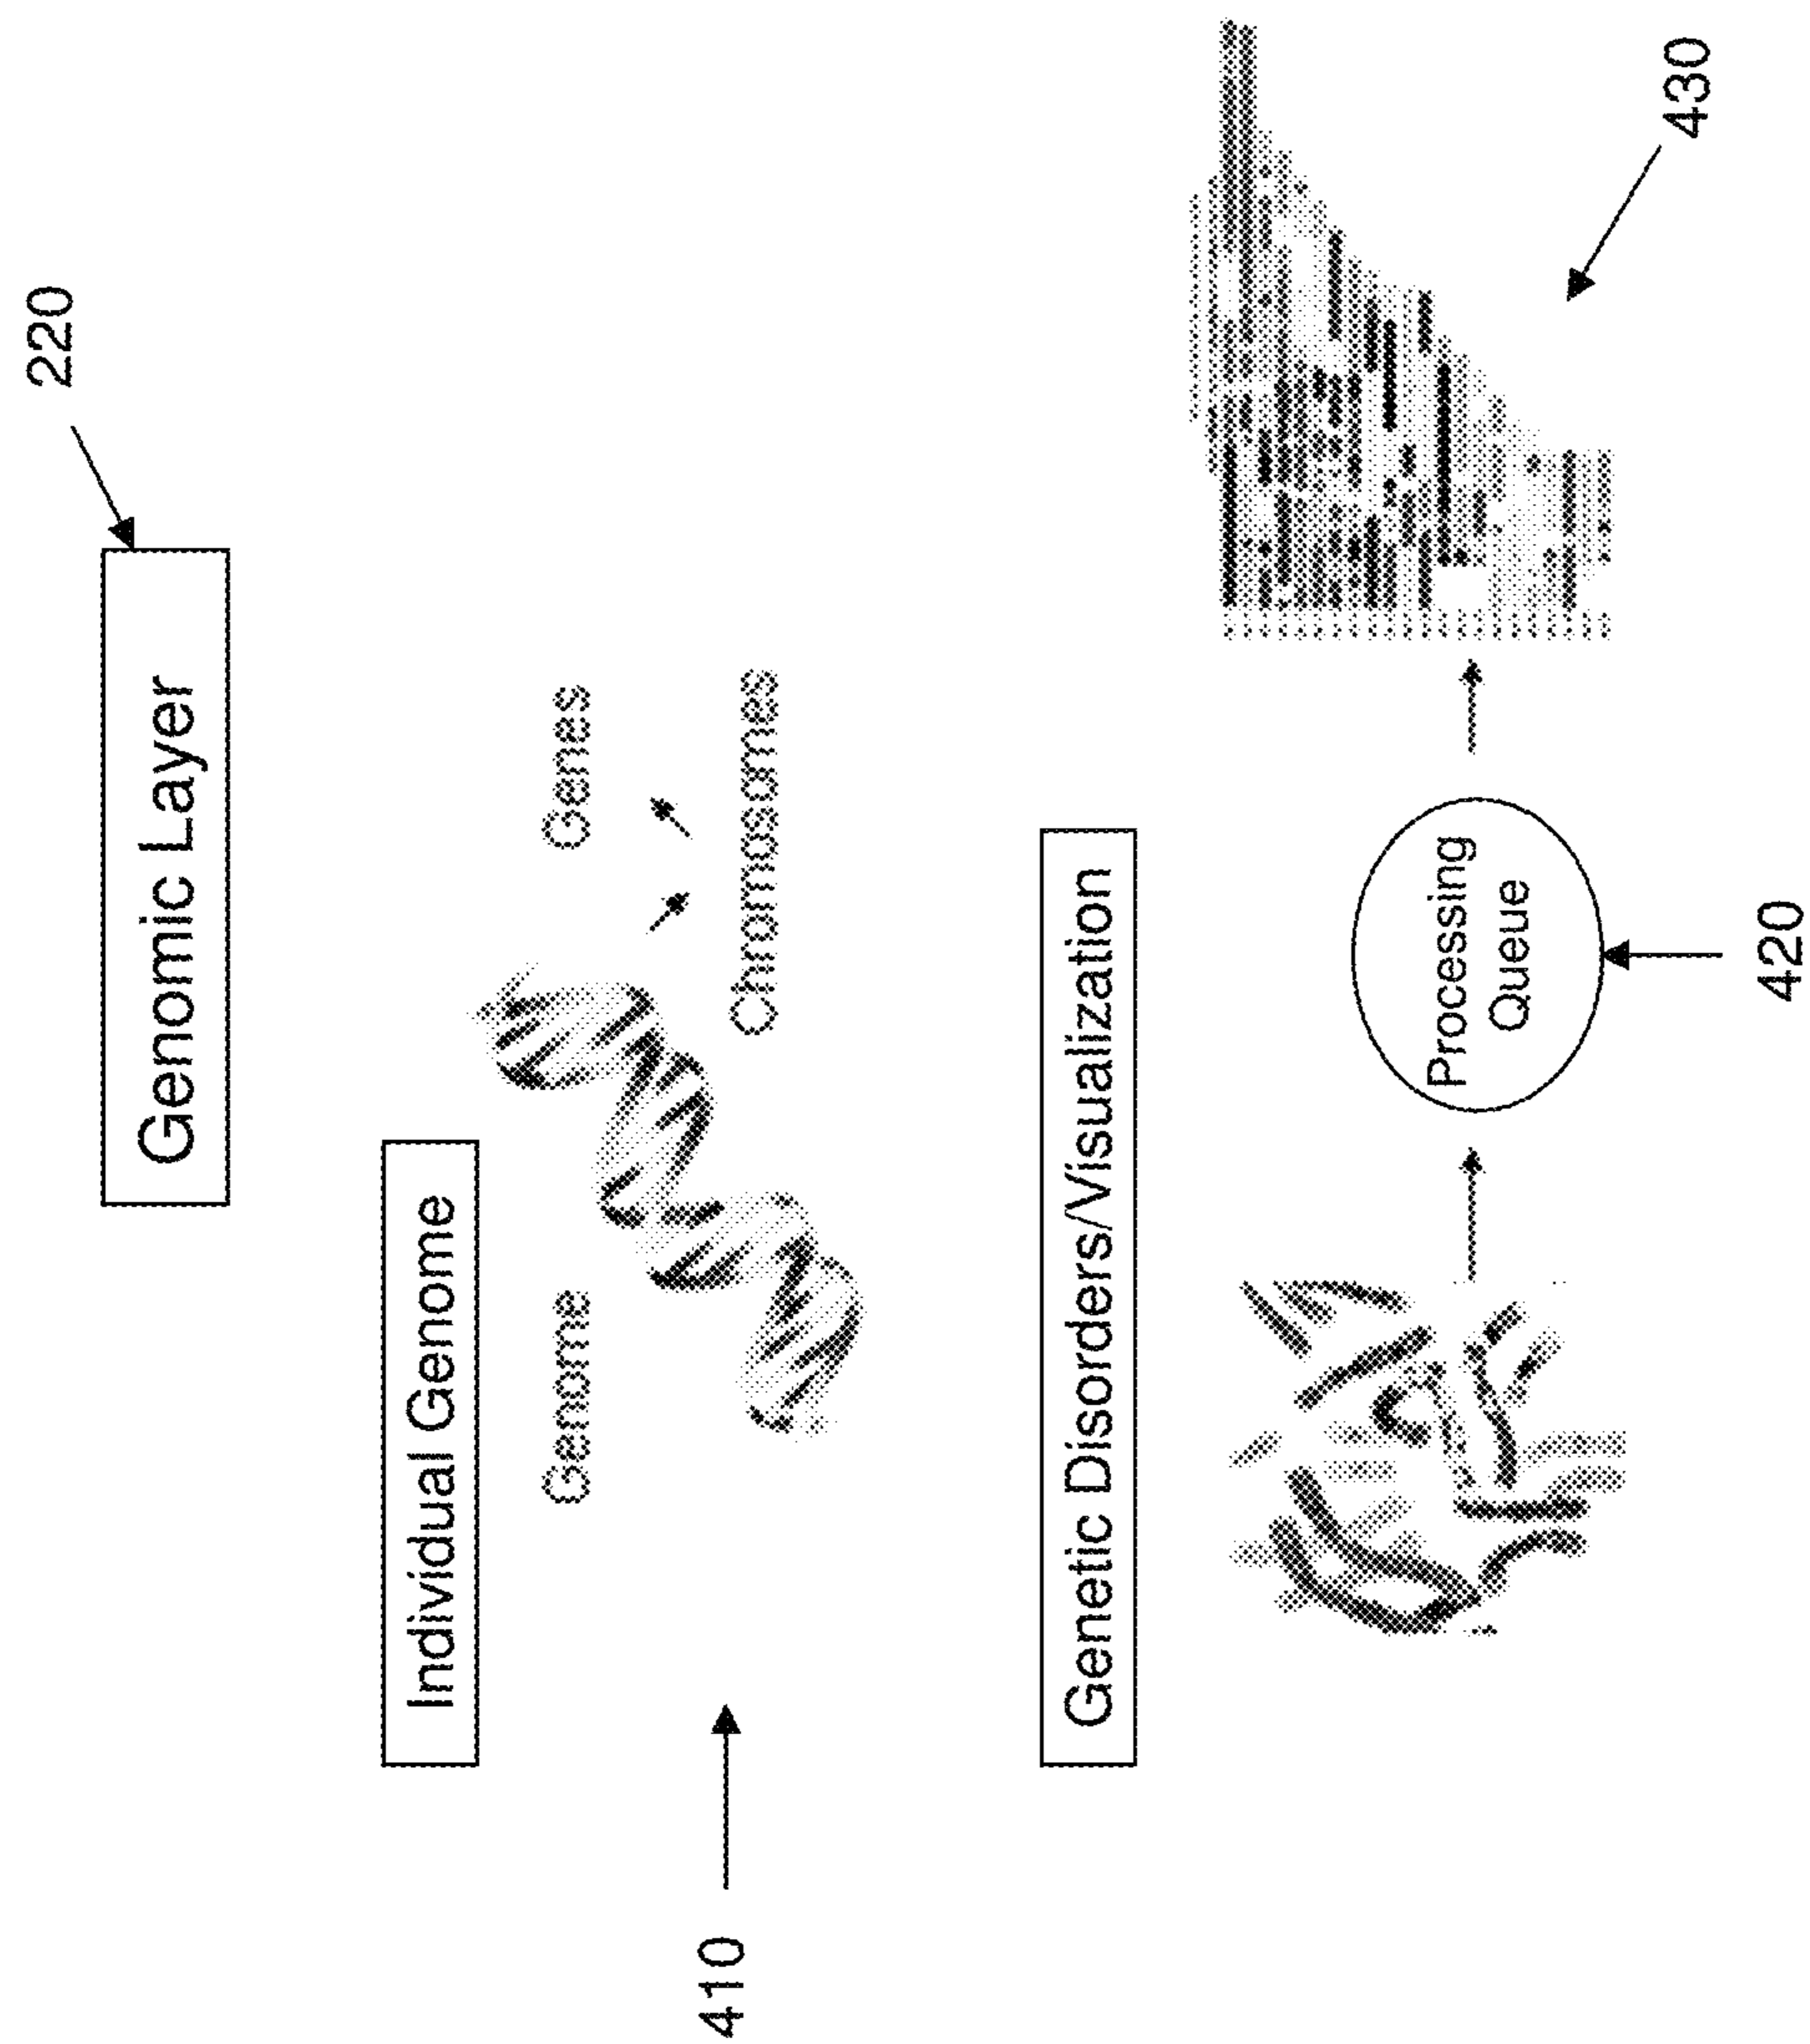 220
Genomic Layer
Individual Genome
Genome
Genes
Chromosomes
410
Genetic Disorders/Visualization
Processing
Queue
420
430